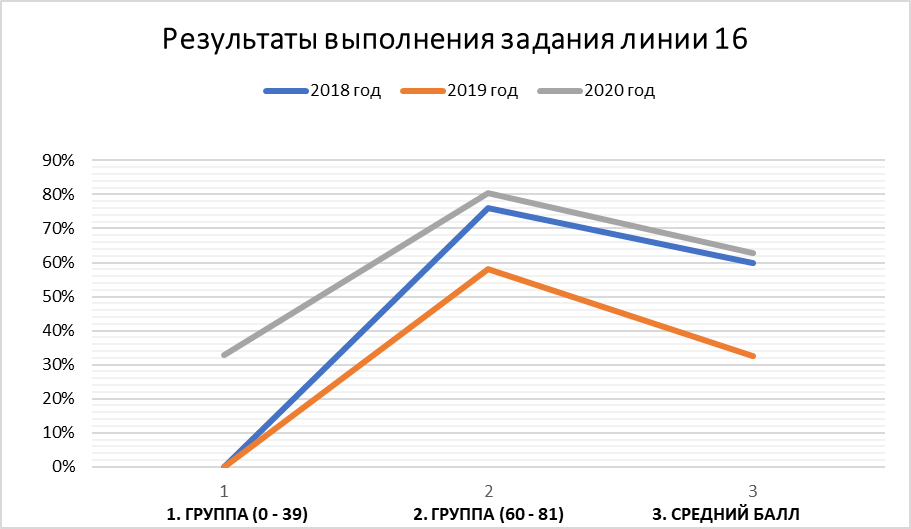 Результаты выполнения задания линии 16
2018 год 2019 год 2020 год
90%
80%
70%
60%
50%
40%
30%
20%
10%
0%
1 2 3
1. ГРУППА (0 - 39) 2. ГРУППА (60 - 81) 3. СРЕДНИЙ БАЛЛ